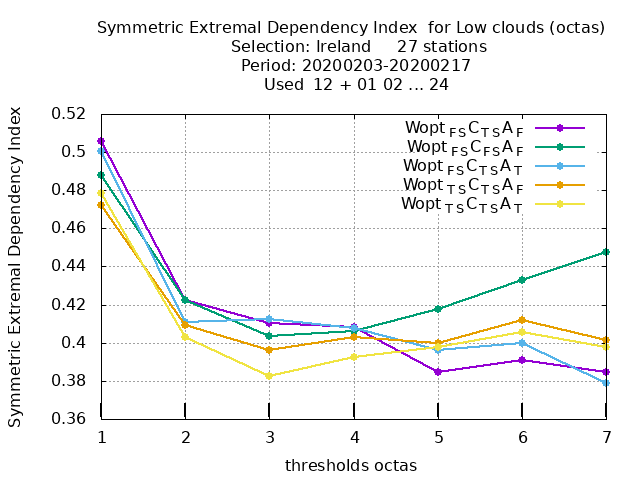 Symmetric Extremal Dependency Index for Low clouds (octas)
Selection: Ireland 27 stations
Period: 20200203-20200217
Used 12 + 01 02 ... 24
Symmetric Extremal Dependency Index
0.52
0.5
0.48
0.46
0.44
0.42
0.4
0.38
0.36
Wopt FS C TS A F
Wopt FS C FS A F
Wopt FS C TS A T
Wopt TS C TS A F
Wopt TS C TS A T
1 2 3 4 5 6 7
thresholds octas